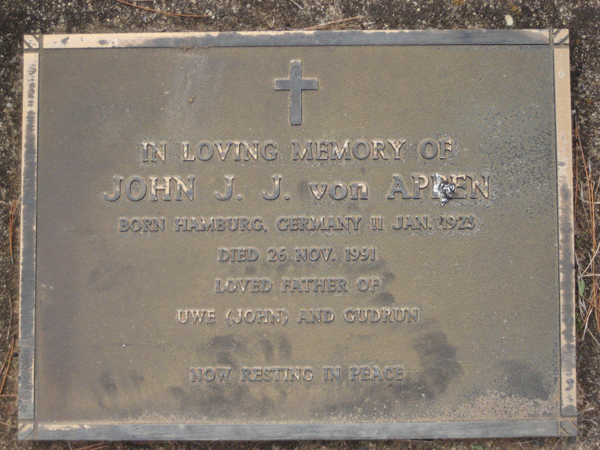 IN LOVING MEMORY OF
JOHN J. J. von APPEN
BORN HAMBURG, GERMANY 11 JAN. 1923
DIED 26 NOV. 1991
LOVED FATHER OF
UWE (JOHN) AND GUDRUN
NOW RESTING IN PEACE